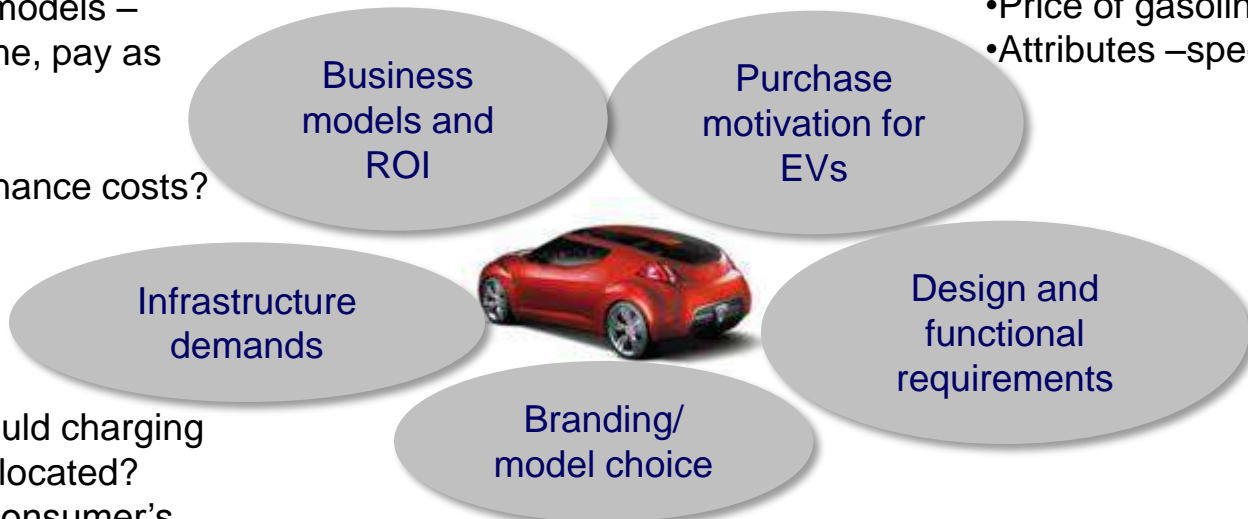 models –
ne, pay as
nance costs?
•Price of gasolin
•Attributes –spe
Business
models and
ROI
Purchase
motivation for
EVs
Infrastructure
demands
Design and
functional
requirements
Branding/
model choice
uld charging
located?
onsumer's